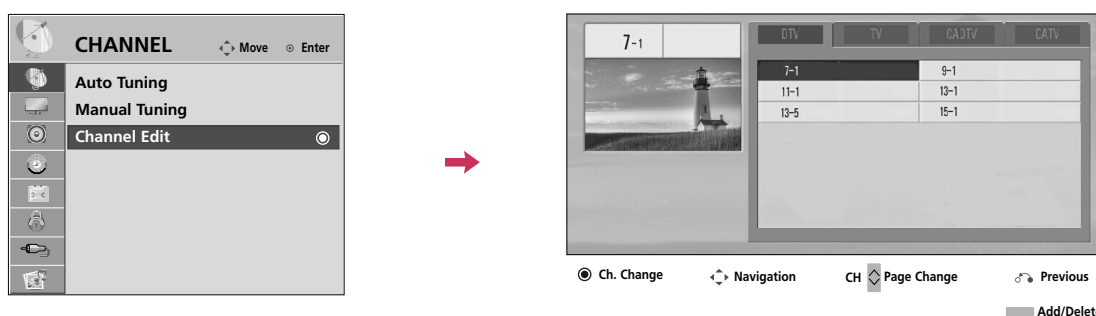 CHANNEL Move Enter
Auto Tuning
Manual Tuning
Channel Edit
7-1
DTV TV CADTV CATV
7-1 9-1
11-1 13-1
13-5 15-1
Ch. Change Navigation CH Page Change Previous
Add/Delete